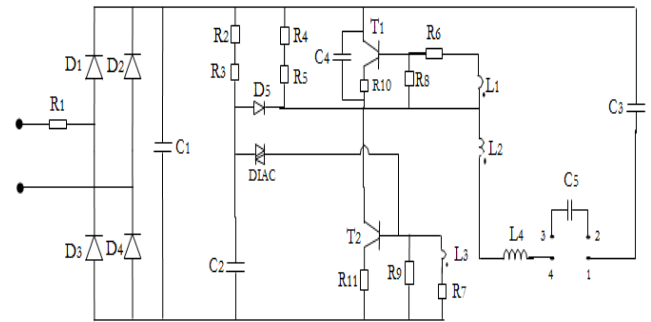 R2 R4 T1 R6
D1 D2 C4
R3 R5 R8
R10
D5 L1
R1 C3
C1 L2
DIAC
C5
T2
D3 D4 C2 L4 3 2
L3
R11 R9 R7
4 1